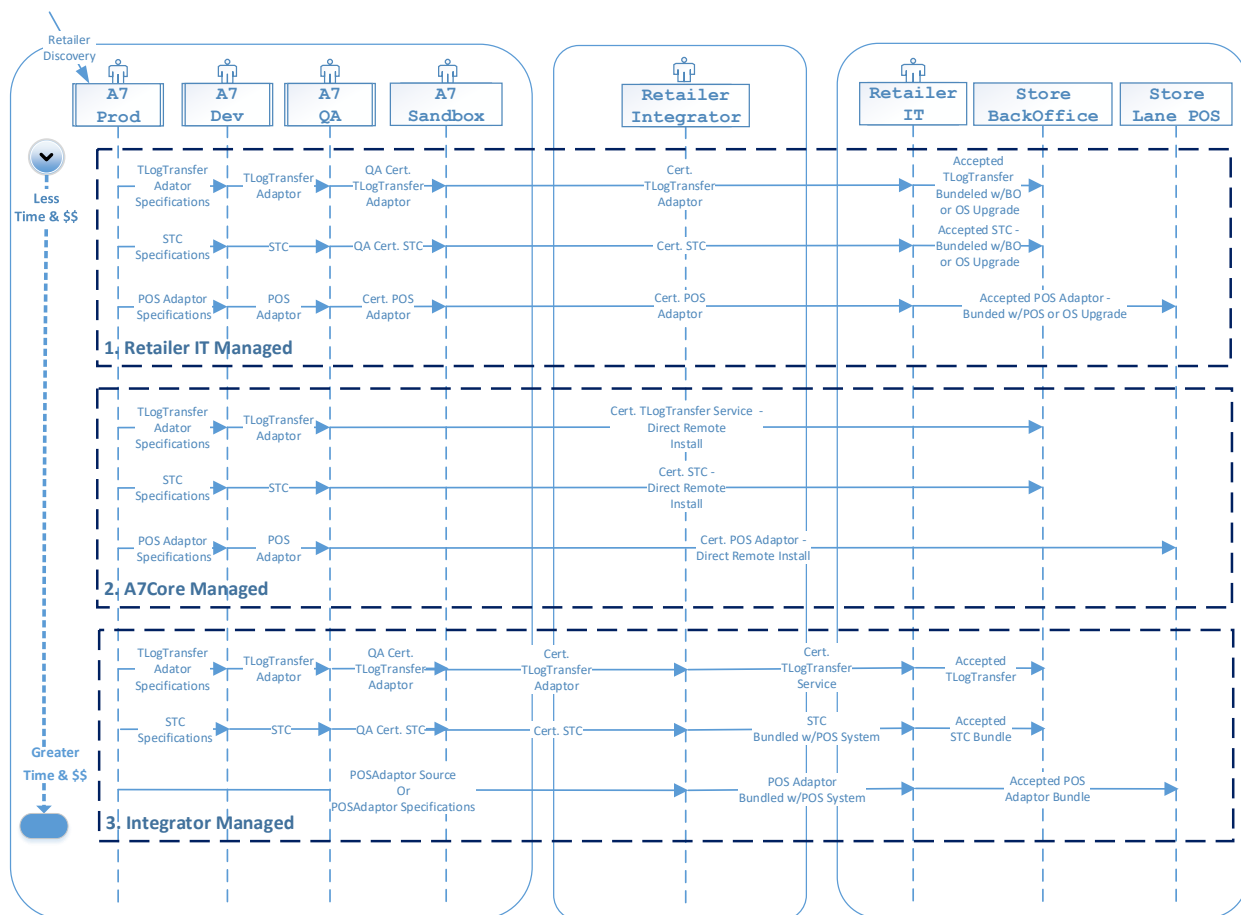 Retailer
Discovery
A7
Prod
A7
Dev
A7
QA
A7
Sandbox
Retailer
Integrator
Retailer
IT
Store
BackOffice
Store
Lane POS
Less
Time & $$
TLogTransfer
Adator
Specifications
TLogTransfer
Adaptor
QA Cert.
TLogTransfer
Adaptor
Cert.
TLogTransfer
Adaptor
Accepted
TLogTransfer
Bundeled w/BO
or OS Upgrade
STC
Specifications
STC
QA Cert. STC
Cert. STC
Accepted STC -
Bundeled w/BO
or OS Upgrade
POS Adaptor
Specifications
POS
Adaptor
Cert. POS
Adaptor
Cert. POS
Adaptor
Accepted POS Adaptor -
Bunded w/POS or OS Upgrade
1. Retailer IT Managed
TLogTransfer
Adator
Specifications
TLogTransfer
Adaptor
Cert. TLogTransfer Service -
Direct Remote
Install
STC
Specifications
STC
Cert. STC -
Direct Remote
Install
POS Adaptor
Specifications
POS
Adaptor
Cert. POS Adaptor -
Direct Remote Install
2. A7Core Managed
TLogTransfer
Adator
Specifications
TLogTransfer
Adaptor
QA Cert.
TLogTransfer
Adaptor
Cert.
TLogTransfer
Adaptor
Cert.
TLogTransfer
Service
Accepted
TLogTransfer
STC
Specifications
STC
QA Cert. STC
Cert. STC
STC
Bundled w/POS System
Accepted
STC Bundle
Greater
Time & $$
POSAdaptor Source
Or
POSAdaptor Specifications
POS Adaptor
Bundled w/POS System
Accepted POS
Adaptor Bundle
3. Integrator Managed